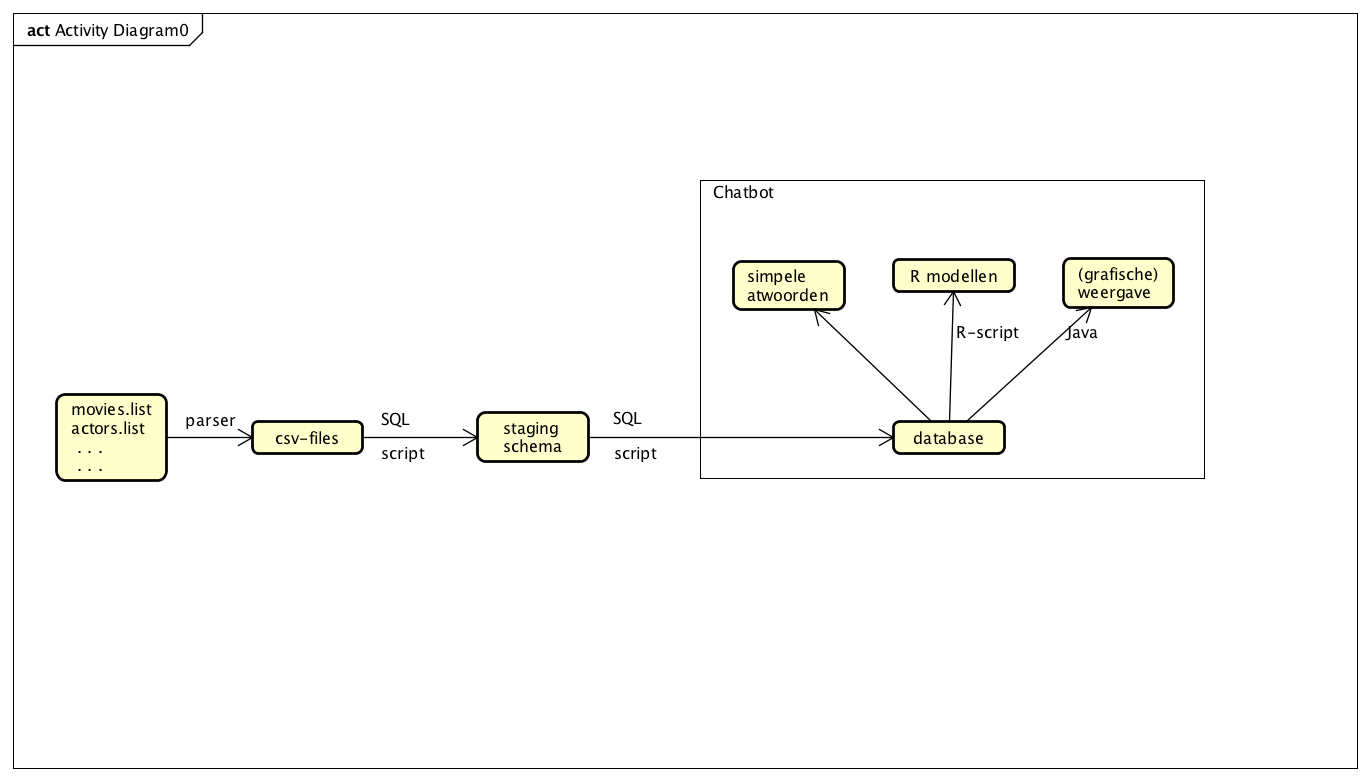 act Activity Diagram0
Chatbot
simpele
atwoorden
R modellen
(grafische)
weergave
R-script
Java
movies.list
actors.list
. . .
. . .
parser
csv-files
SQL
script
staging
schema
SQL
script
database